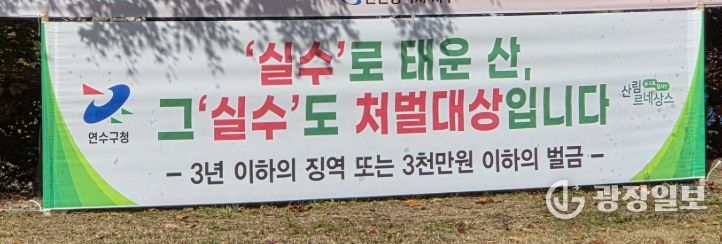 '실수'로 태운 산,
그 '실수'도 처벌대상입니다
연수구청
산림
르네상스
- 3년 이하의 징역 또는 3천만원 이하의 벌금 -
광장일보